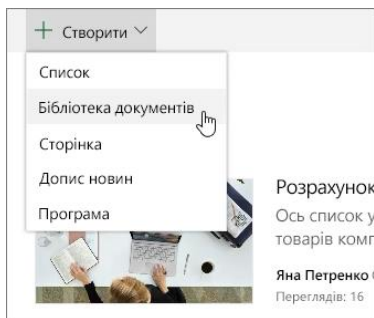 Створити
Список
Бібліотека документів
Сторінка
Допис новин
Програма
Розрахунок
Ось список у
товарів комп
Яна Петренко
Переглядів: 16